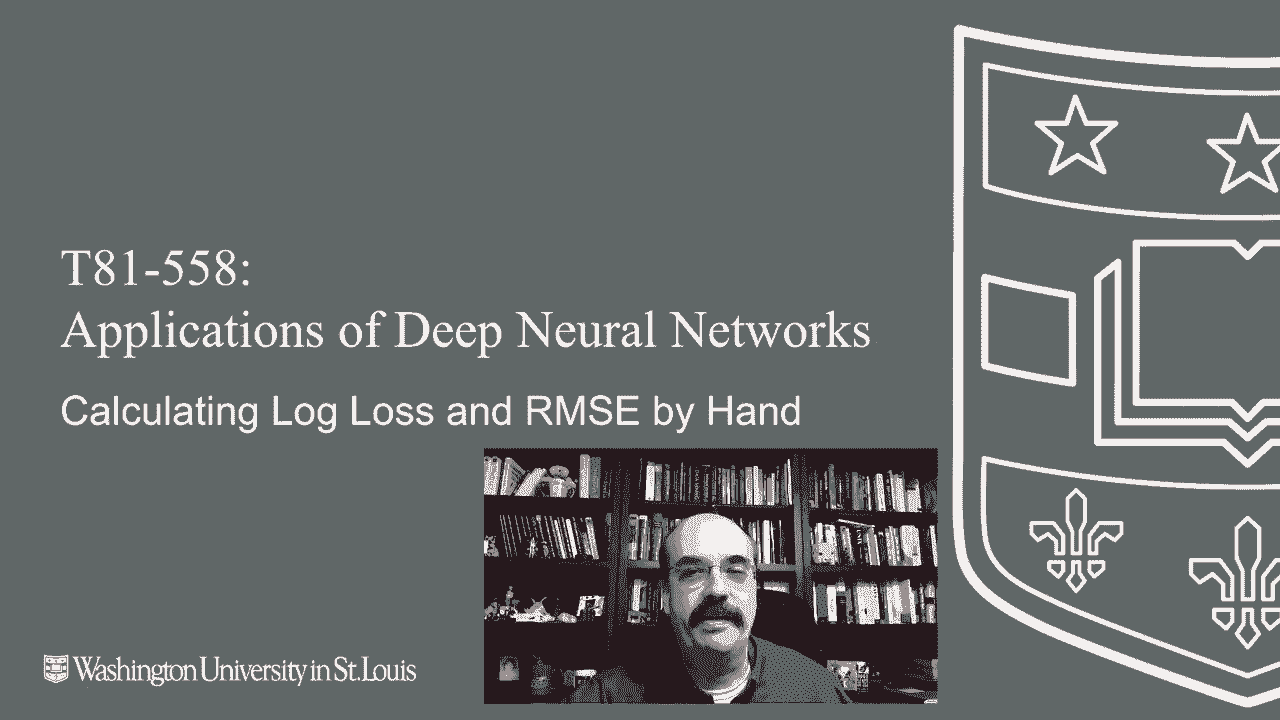 T81-558:
Applications of Deep Neural Networks
Calculating Log Loss and RMSE by Hand
Washington University in St. Louis